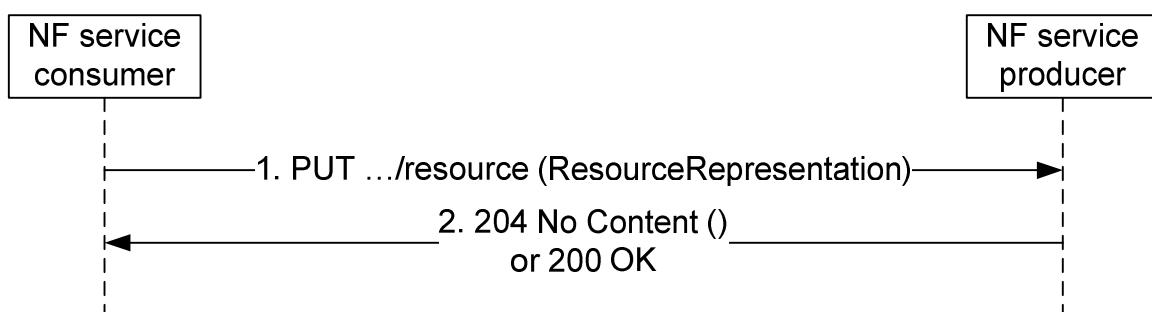 NF service
consumer
NF service
producer
1. PUT …/resource (ResourceRepresentation)
2. 204 No Content ()
or 200 OK